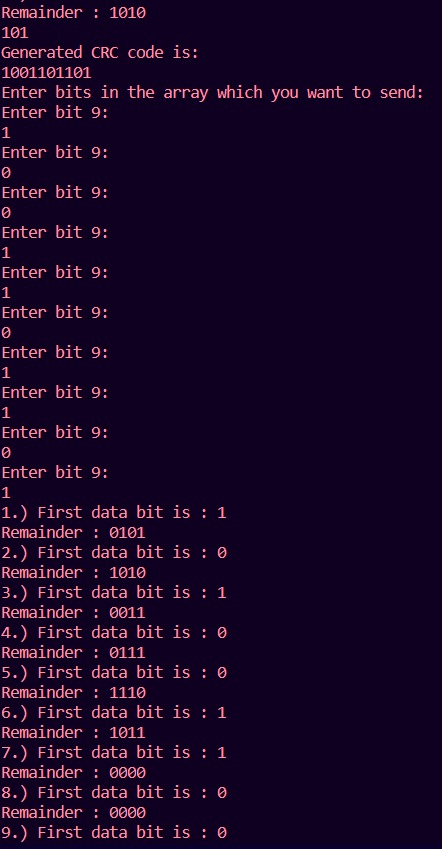 Remainder : 1010
101
Generated CRC code is:
1001101101
Enter bits in the array which you want to send:
Enter bit 9:
1
Enter bit 9:
0
Enter bit 9:
0
Enter bit 9:
1
Enter bit 9:
1
Enter bit 9:
0
Enter bit 9:
1
Enter bit 9:
1
Enter bit 9:
0
Enter bit 9:
1
1.) First data bit is : 1
Remainder : 0101
2.) First data bit is : 0
Remainder : 1010
3.) First data bit is : 1
Remainder : 0011
4.) First data bit is : 0
Remainder : 0111
5.) First data bit is : 0
Remainder : 1110
6.) First data bit is : 1
Remainder : 1011
7.) First data bit is : 1
Remainder : 0000
8.) First data bit is : 0
Remainder : 0000
9.) First data bit is : 0